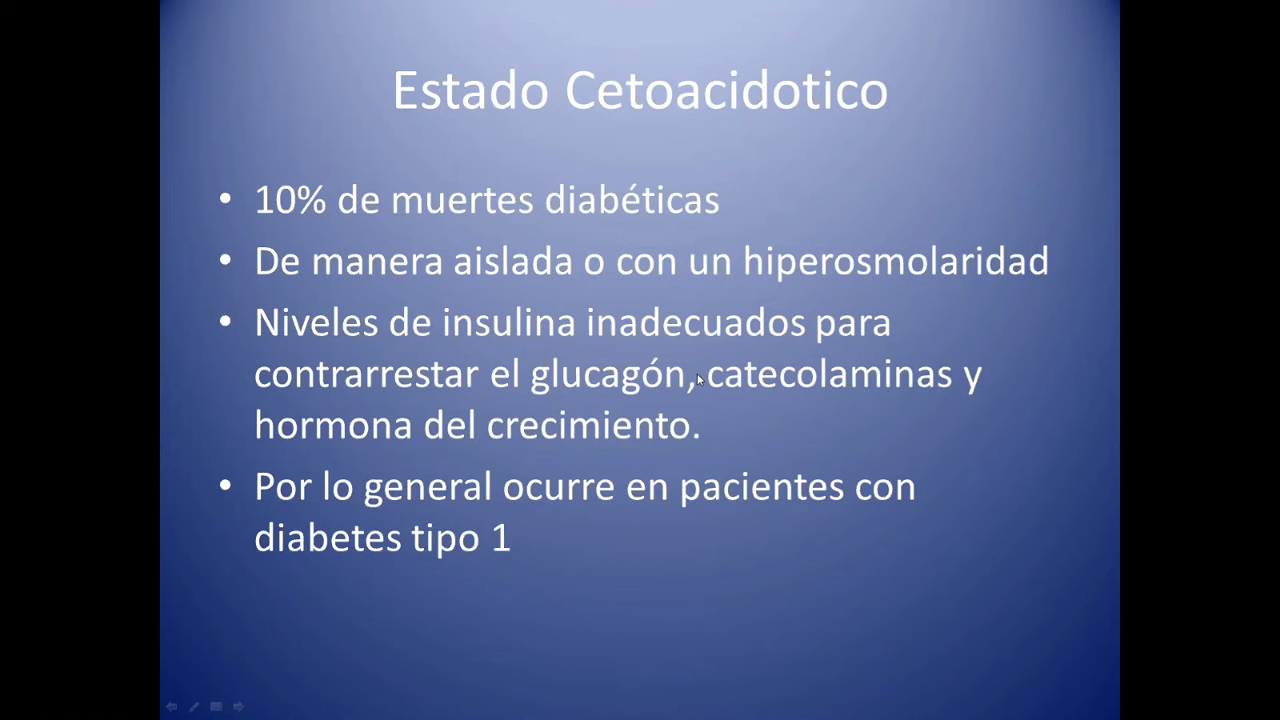 Estado Cetoacidotico
• 10% de muertes diabéticas
• De manera aislada o con un hiperosmolaridad
• Niveles de insulina inadecuados para
contrarrestar el glucagón, catecolaminas y
hormona del crecimiento.
• Por lo general ocurre en pacientes con
diabetes tipo 1